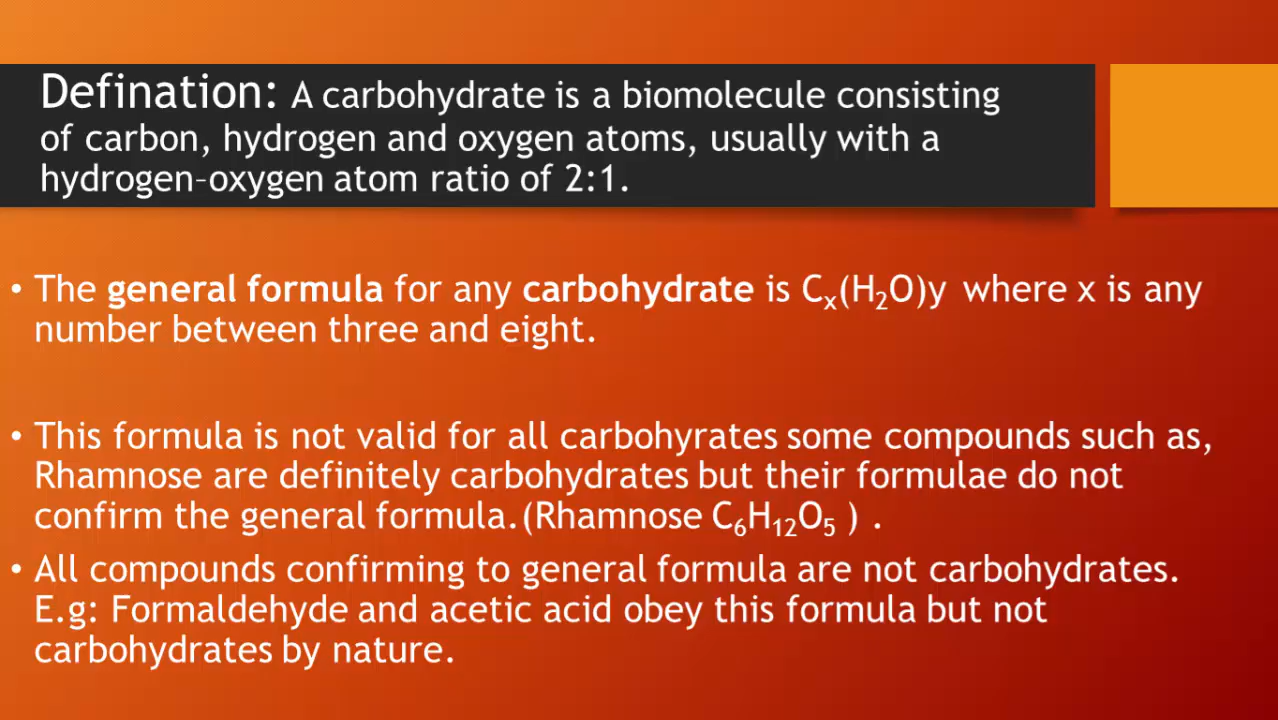 Defination: A carbohydrate is a biomolecule consisting
of carbon, hydrogen and oxygen atoms, usually with a
hydrogen–oxygen atom ratio of 2:1.
• The general formula for any carbohydrate is Cₓ(H₂O)y where x is any
number between three and eight.
• This formula is not valid for all carbohyrates some compounds such as,
Rhamnose are definitely carbohydrates but their formulae do not
confirm the general formula.(Rhamnose C₆H₁₂O₅ ) .
• All compounds confirming to general formula are not carbohydrates.
E.g: Formaldehyde and acetic acid obey this formula but not
carbohydrates by nature.